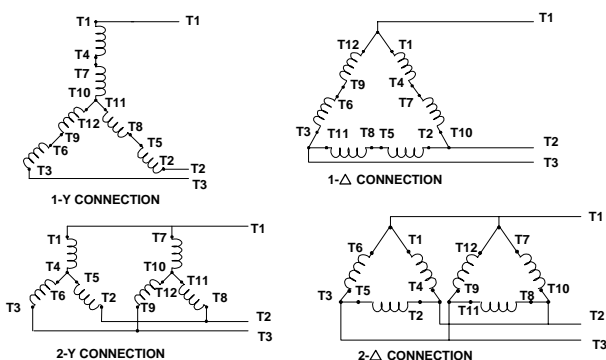 T1 T1
T4
T7
T10 T11
T12 T8
T9 T5
T6 T2 T2
T3 T3
1-Y CONNECTION
T1
T12 T1
T9 T4
T6 T7
T3 T11 T8 T5 T2 T10 T2
T3
1-△ CONNECTION
T1
T1 T7
T4 T5 T10 T11
T6 T12
T3 T2 T9 T8 T2
T3
2-Y CONNECTION
T1
T6 T1 T12 T7
T3 T5 T4 T9 T10
T2 T11 T8
T2
T3
2-△ CONNECTION